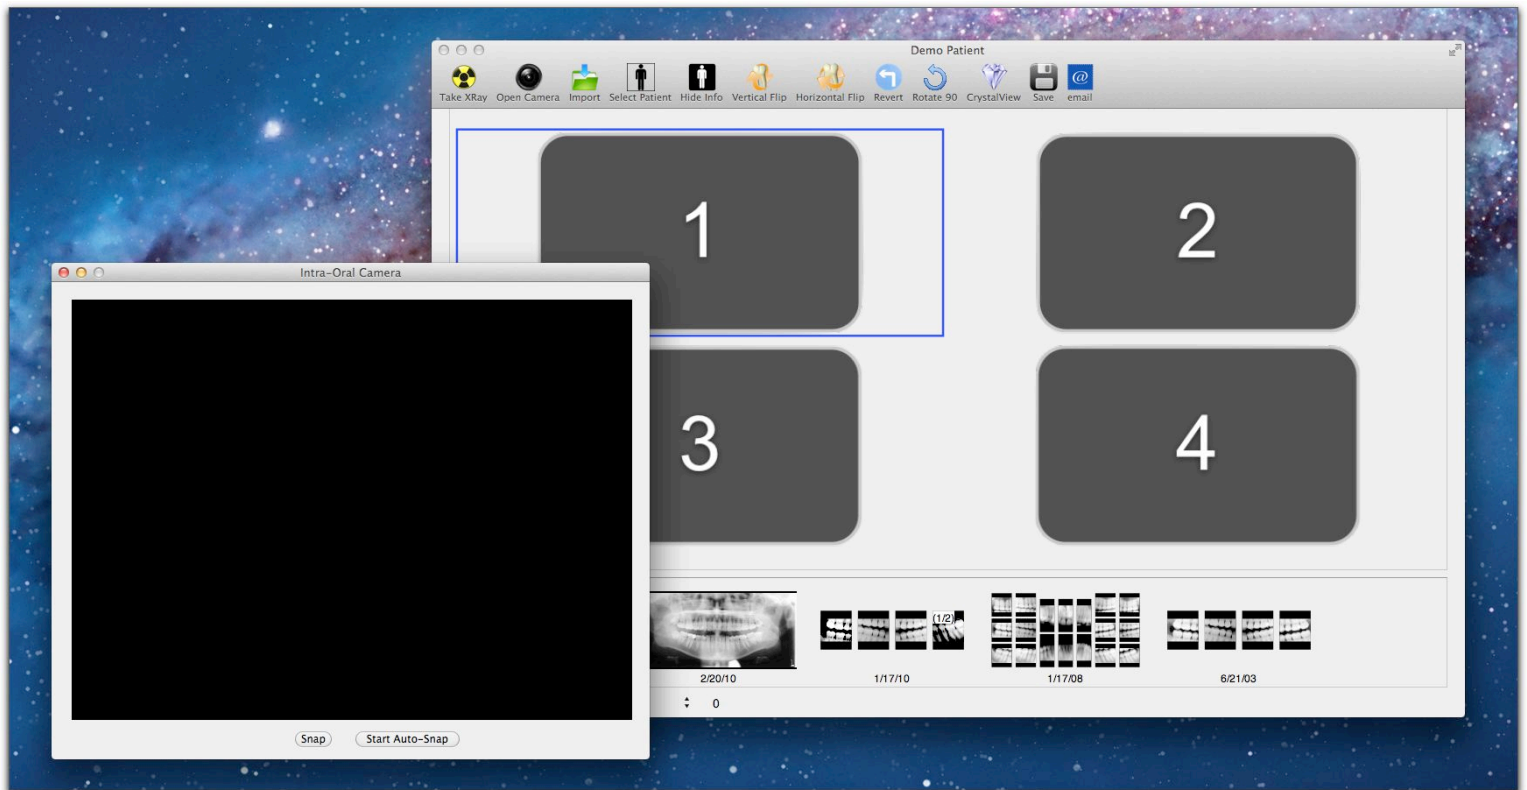 Demo Patient
Take XRay Open Camera Import Select Patient Hide Info Vertical Flip Horizontal Flip Revert Rotate 90 CrystalView Save email
@
1
2
Intra-Oral Camera
3
4
(1/2)
2/20/10
1/17/10
1/17/08
6/21/03
0
Snap
Start Auto-Snap